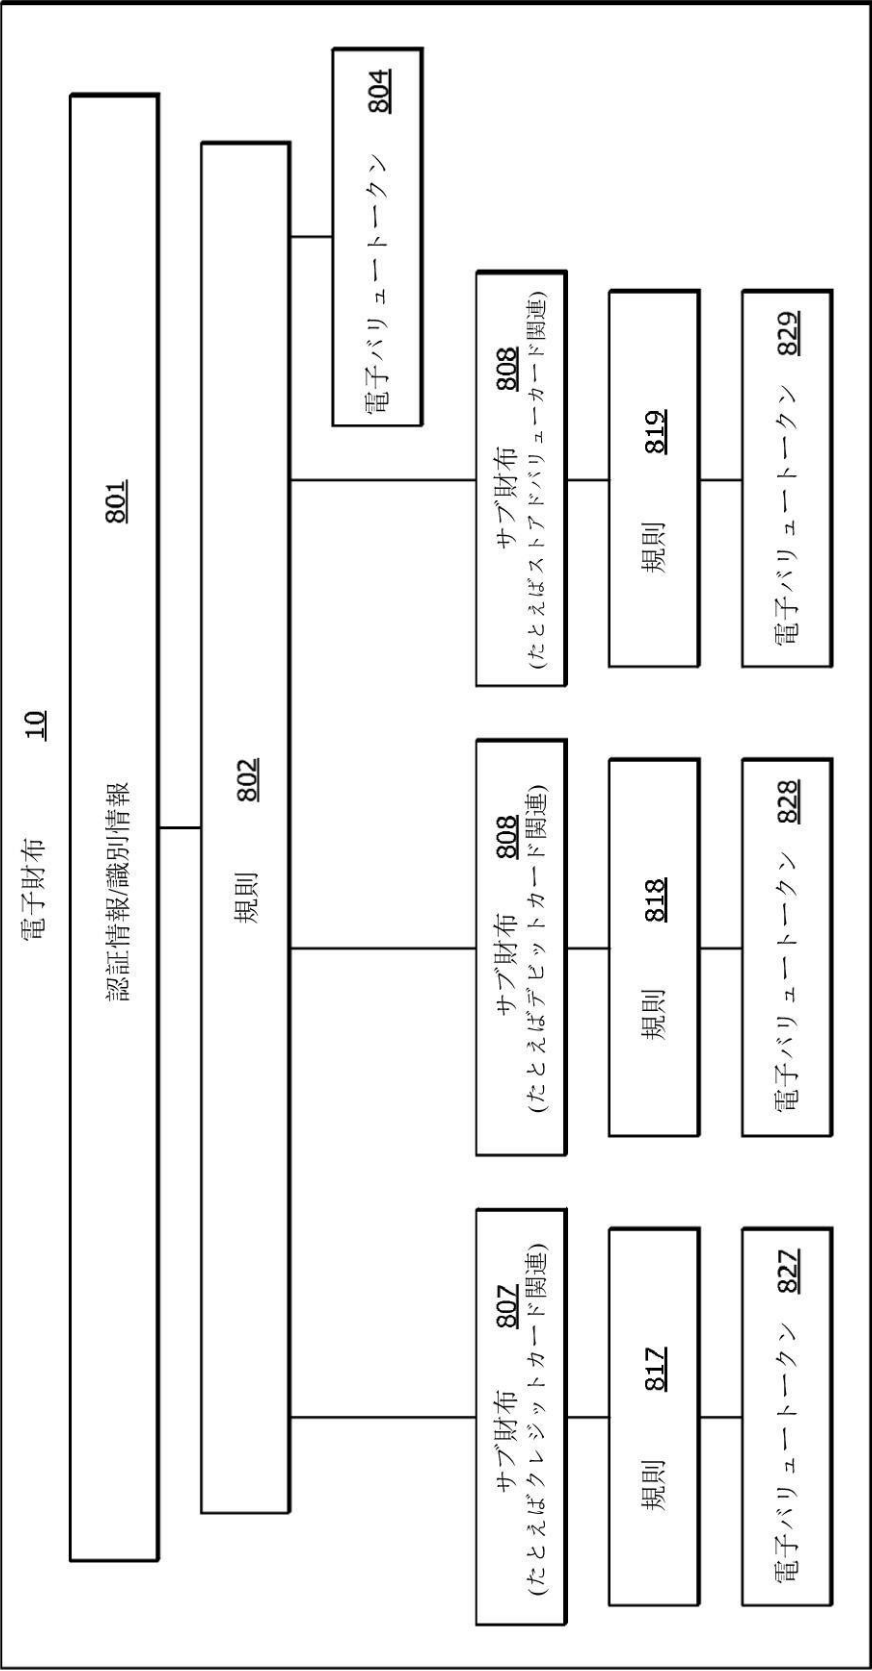 電子財布 10
認証情報/識別情報 801
規則 802
電子バリュートークン 804
サブ財布 807
(たとえばクレジットカード関連)
サブ財布 808
(たとえばデビットカード関連)
サブ財布 808
(たとえばストアドバリューカード関連)
規則 817
規則 818
規則 819
電子バリュートークン 827
電子バリュートークン 828
電子バリュートークン 829